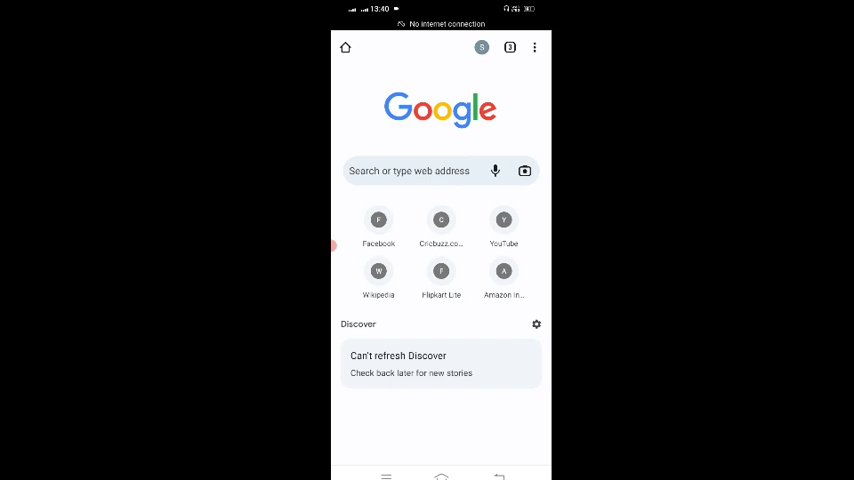 13:40
No internet connection
S
3
Google
Search or type web address
F C Y
Facebook Cricbuzz.co... YouTube
W F A
Wikipedia Flipkart Lite Amazon In...
Discover
Can't refresh Discover
Check back later for new stories